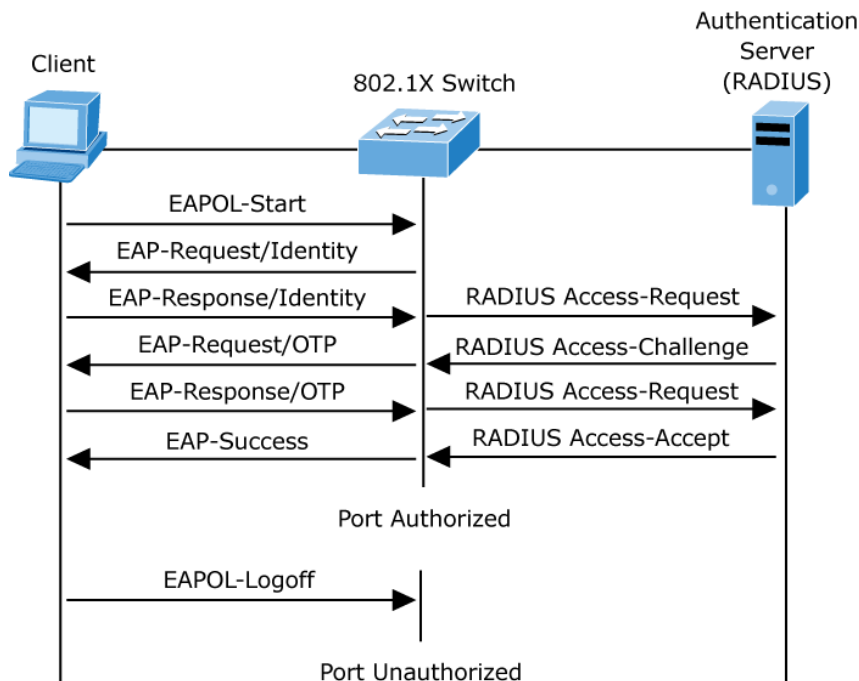 Authentication
Server
(RADIUS)
Client
802.1X Switch
EAPOL-Start
EAP-Request/Identity
EAP-Response/Identity
RADIUS Access-Request
EAP-Request/OTP
RADIUS Access-Challenge
EAP-Response/OTP
RADIUS Access-Request
EAP-Success
RADIUS Access-Accept
Port Authorized
EAPOL-Logoff
Port Unauthorized